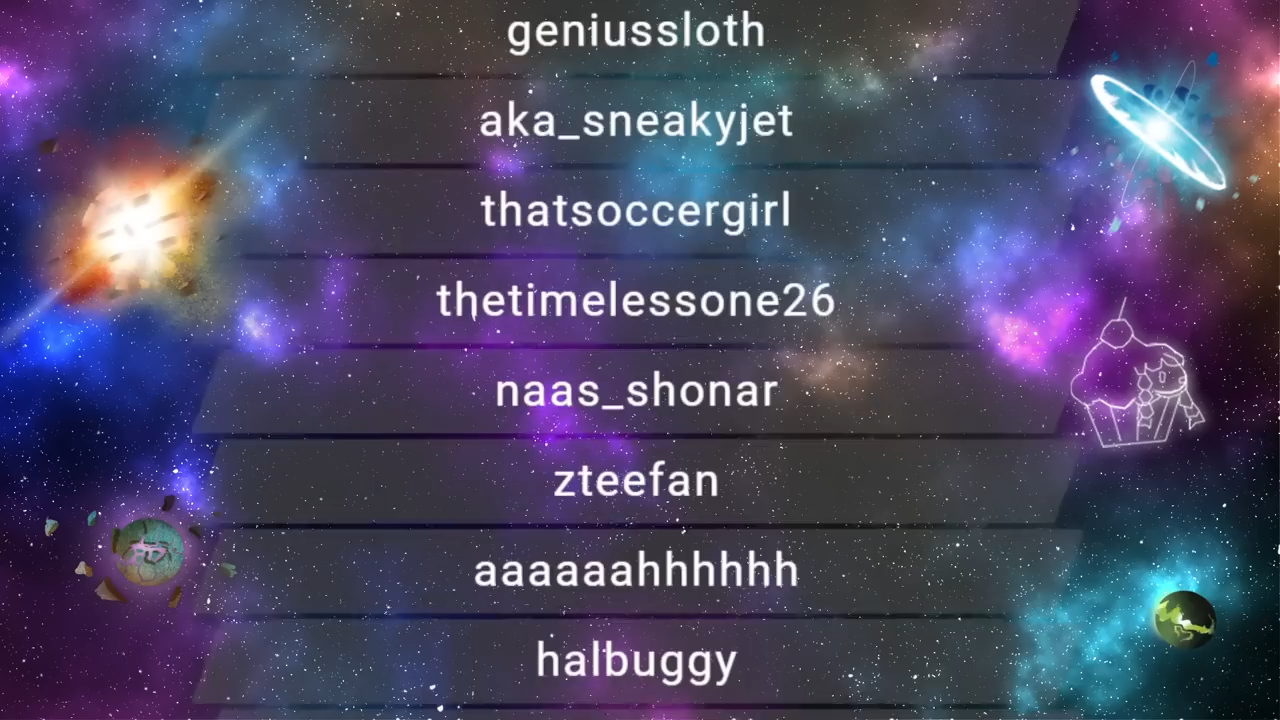 geniussloth
aka_sneakyjet
thatsoccergirl
thetimelessone26
naas_shonar
zteefan
aaaaaahhhhhh
halbuggy